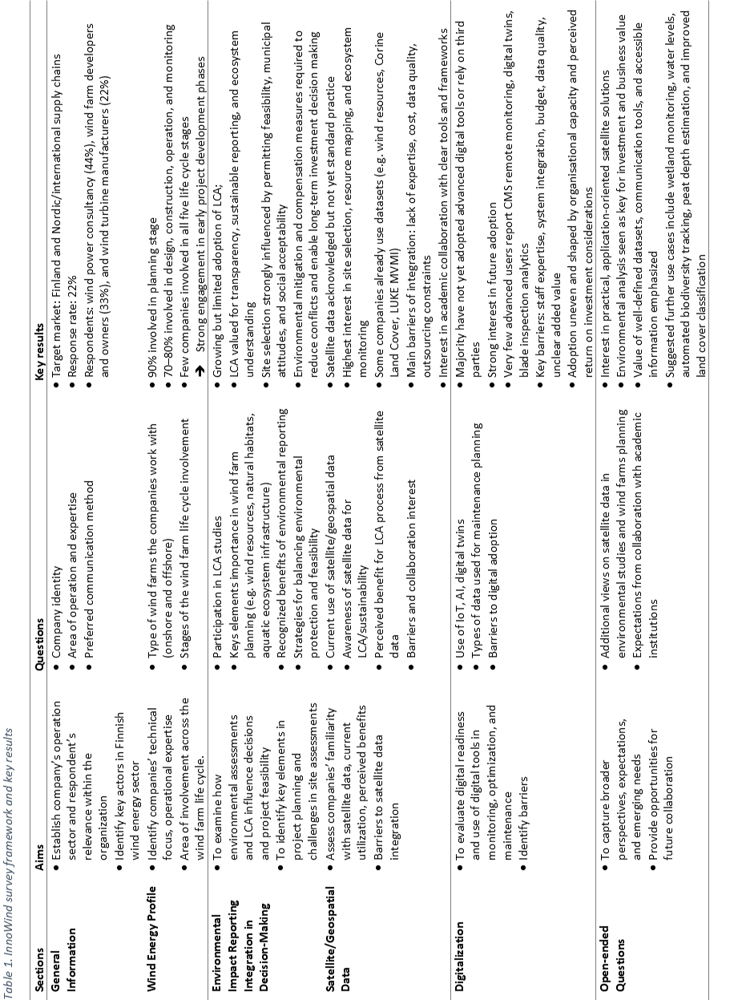 Table 1. InnoWind survey framework and key results
Sections Aims Questions Key results
General
Information
• Establish company's operation
sector and respondent's
relevance within the
organization
• Identify key actors in Finnish
wind energy sector
• Company identity
• Area of operation and expertise
• Preferred communication method
• Target market: Finland and Nordic/international supply chains
• Response rate: 22%
• Respondents: wind power consultancy (44%), wind farm developers
and owners (33%), and wind turbine manufacturers (22%)
Wind Energy Profile
• Identify companies' technical
focus, operational expertise
• Area of involvement across the
wind farm life cycle.
• Type of wind farms the companies work with
(onshore and offshore)
• Stages of the wind farm life cycle involvement
• 90% involved in planning stage
• 70–80% involved in design, construction, operation, and monitoring
• Few companies involved in all five life cycle stages
➔ Strong engagement in early project development phases
Environmental
Impact Reporting
Integration in
Decision-Making
• To examine how
environmental assessments
and LCA influence decisions
and project feasibility
• To identify key elements in
project planning and
challenges in site assessments
• Participation in LCA studies
• Keys elements importance in wind farm
planning (e.g. wind resources, natural habitats,
aquatic ecosystem infrastructure)
• Recognized benefits of environmental reporting
• Strategies for balancing environmental
protection and feasibility
• Growing but limited adoption of LCA;
• LCA valued for transparency, sustainable reporting, and ecosystem
understanding
• Site selection strongly influenced by permitting feasibility, municipal
attitudes, and social acceptability
• Environmental mitigation and compensation measures required to
reduce conflicts and enable long-term investment decision making
Satellite/Geospatial
Data
• Assess companies' familiarity
with satellite data, current
utilization, perceived benefits
• Barriers to satellite data
integration
• Current use of satellite/geospatial data
• Awareness of satellite data for
LCA/sustainability
• Perceived benefit for LCA process from satellite
data
• Barriers and collaboration interest
• Satellite data acknowledged but not yet standard practice
• Highest interest in site selection, resource mapping, and ecosystem
monitoring
• Some companies already use datasets (e.g. wind resources, Corine
Land Cover, LUKE MVMI)
• Main barriers of integration: lack of expertise, cost, data quality,
outsourcing constraints
• Interest in academic collaboration with clear tools and frameworks
Digitalization
• To evaluate digital readiness
and use of digital tools in
monitoring, optimization, and
maintenance
• Identify barriers
• Use of IoT, AI, digital twins
• Types of data used for maintenance planning
• Barriers to digital adoption
• Majority have not yet adopted advanced digital tools or rely on third
parties
• Strong interest in future adoption
• Very few advanced users report CMS remote monitoring, digital twins,
blade inspection analytics
• Key barriers: staff expertise, system integration, budget, data quality,
unclear added value
• Adoption uneven and shaped by organisational capacity and perceived
return on investment considerations
Open-ended
Questions
• To capture broader
perspectives, expectations,
and emerging needs
• Provide opportunities for
future collaboration
• Additional views on satellite data in
environmental studies and wind farms planning
• Expectations from collaboration with academic
institutions
• Interest in practical, application-oriented satellite solutions
• Environmental analysis seen as key for investment and business value
• Value of well-defined datasets, communication tools, and accessible
information emphasized
• Suggested further use cases include wetland monitoring, water levels,
automated biodiversity tracking, peat depth estimation, and improved
land cover classification